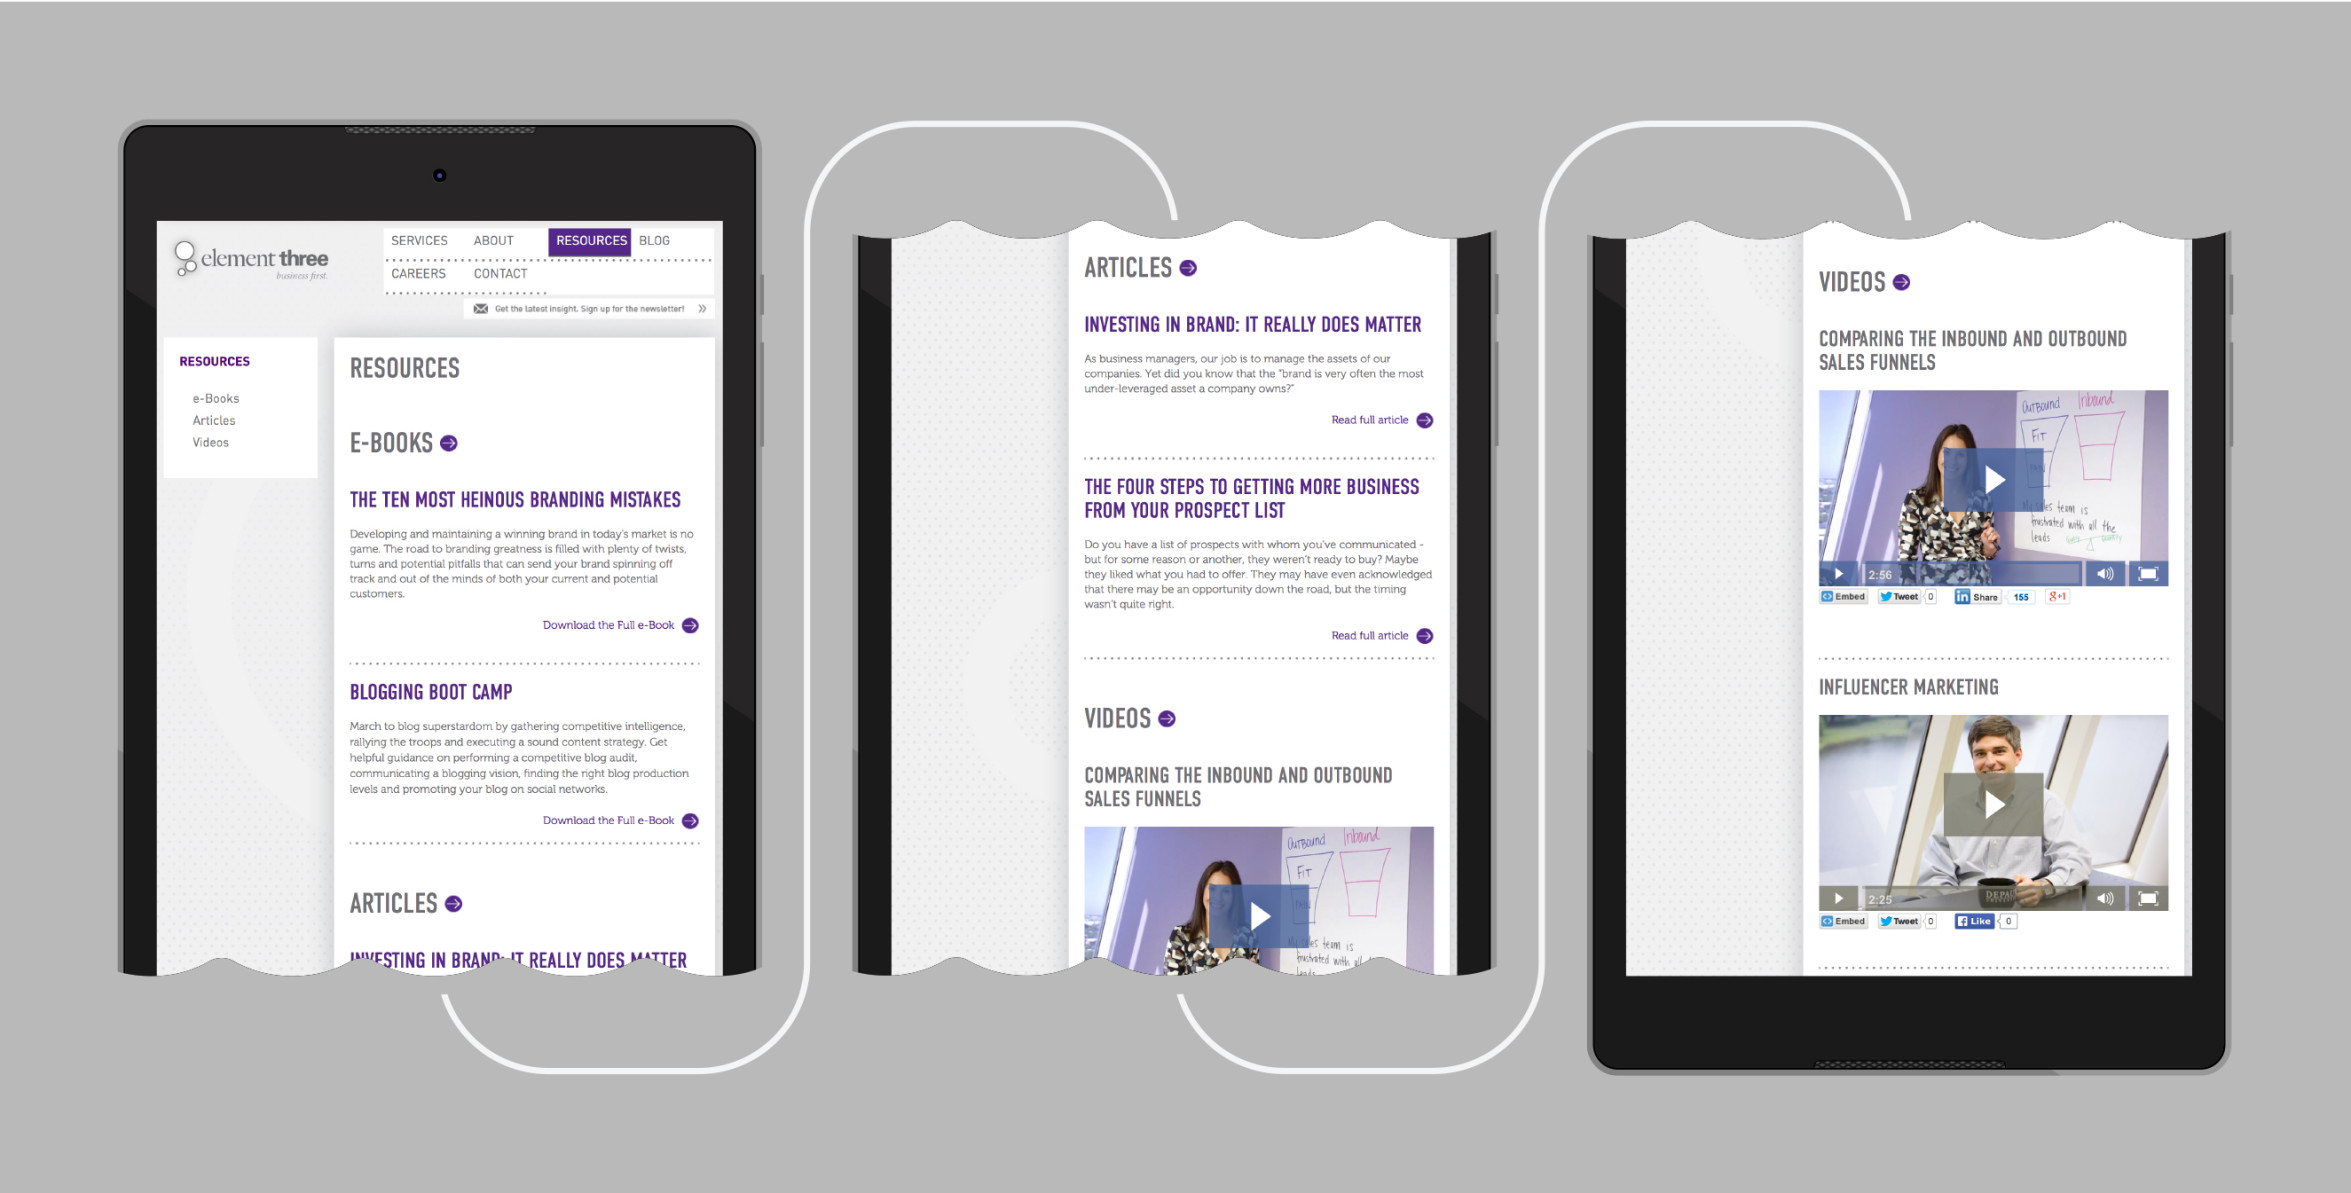 element three
business first.
SERVICES ABOUT RESOURCES BLOG
CAREERS CONTACT
Get the latest insight. Sign up for the newsletter!
RESOURCES
e-Books
Articles
Videos
RESOURCES
E-BOOKS
THE TEN MOST HEINOUS BRANDING MISTAKES
Developing and maintaining a winning brand in today's market is no
game. The road to branding greatness is filled with plenty of twists,
turns and potential pitfalls that can send your brand spinning off
track and out of the minds of both your current and potential
customers.
Download the Full e-Book
BLOGGING BOOT CAMP
March to blog superstardom by gathering competitive intelligence,
rallying the troops and executing a sound content strategy. Get
helpful guidance on performing a competitive blog audit,
communicating a blogging vision, finding the right blog production
levels and promoting your blog on social networks.
Download the Full e-Book
ARTICLES
INVESTING IN BRAND: IT REALLY DOES MATTER
ARTICLES
INVESTING IN BRAND: IT REALLY DOES MATTER
As business managers, our job is to manage the assets of our
companies. Yet did you know that the "brand is very often the most
under-leveraged asset a company owns?"
Read full article
THE FOUR STEPS TO GETTING MORE BUSINESS
FROM YOUR PROSPECT LIST
Do you have a list of prospects with whom you've communicated -
but for some reason or another, they weren't ready to buy? Maybe
they liked what you had to offer. They may have even acknowledged
that there may be an opportunity down the road, but the timing
wasn't quite right.
Read full article
VIDEOS
COMPARING THE INBOUND AND OUTBOUND
SALES FUNNELS
Outbound Inbound
FIT
team is
frustrated with
leads
VIDEOS
COMPARING THE INBOUND AND OUTBOUND
SALES FUNNELS
Outbound Inbound
FIT
My sales team is
frustrated with all the
leads
2:56
Embed Tweet 0 in Share 155 g+1
INFLUENCER MARKETING
2:25
Embed Tweet 0 Like 0